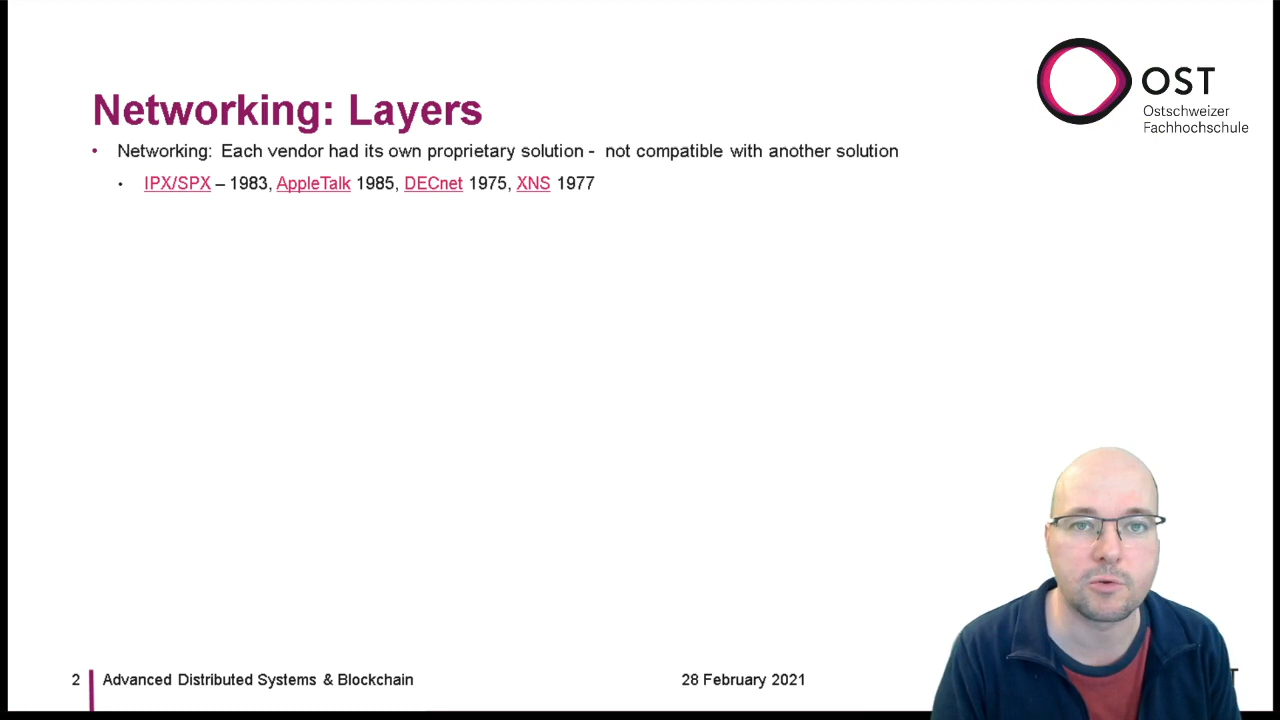 OST
Ostschweizer
Fachhochschule
Networking: Layers
• Networking: Each vendor had its own proprietary solution - not compatible with another solution
• IPX/SPX – 1983, AppleTalk 1985, DECnet 1975, XNS 1977
2 Advanced Distributed Systems & Blockchain 28 February 2021